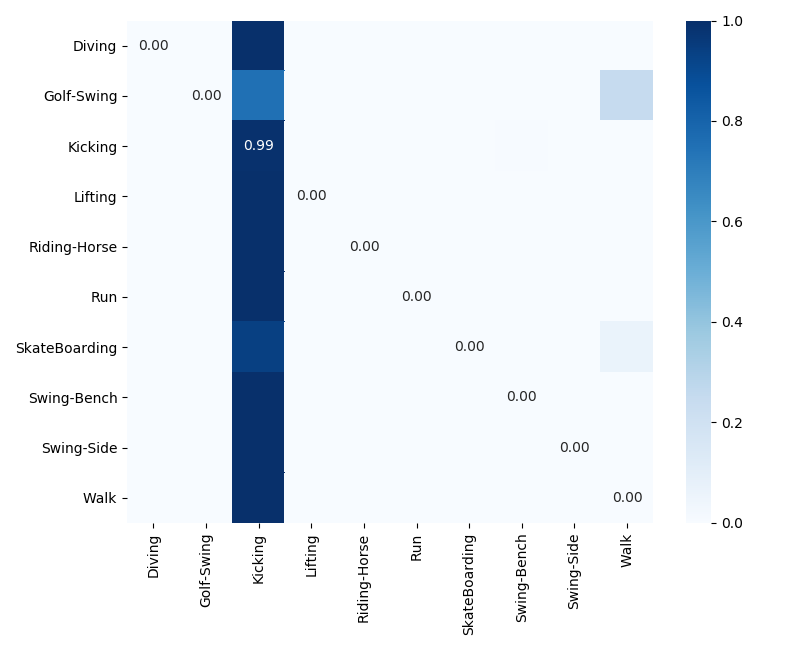 Diving 0.00
Golf-Swing 0.00
Kicking 0.99
Lifting 0.00
Riding-Horse 0.00
Run 0.00
SkateBoarding 0.00
Swing-Bench 0.00
Swing-Side 0.00
Walk 0.00
Diving
Golf-Swing
Kicking
Lifting
Riding-Horse
Run
SkateBoarding
Swing-Bench
Swing-Side
Walk
1.0
0.8
0.6
0.4
0.2
0.0